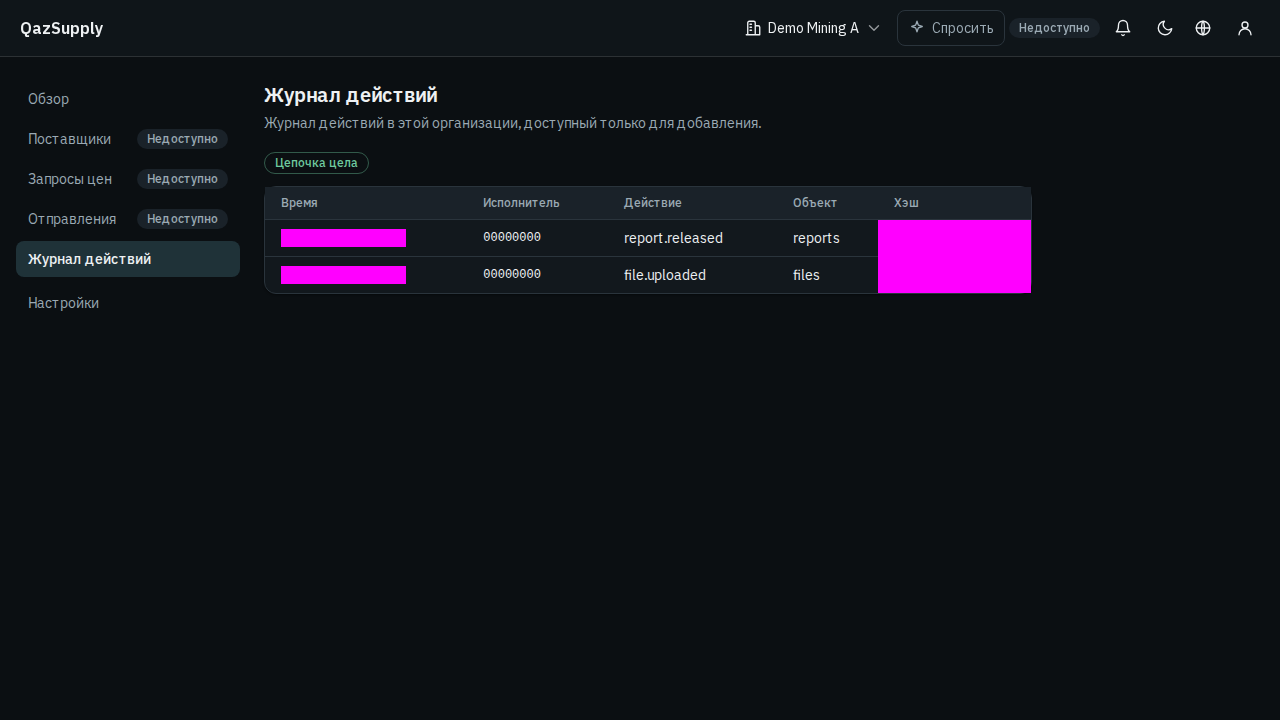 QazSupply
Demo Mining A
Спросить
Недоступно
Обзор
Поставщики Недоступно
Запросы цен Недоступно
Отправления Недоступно
Журнал действий
Настройки
Журнал действий
Журнал действий в этой организации, доступный только для добавления.
Цепочка цела
Время Исполнитель Действие Объект Хэш
00000000 report.released reports
00000000 file.uploaded files